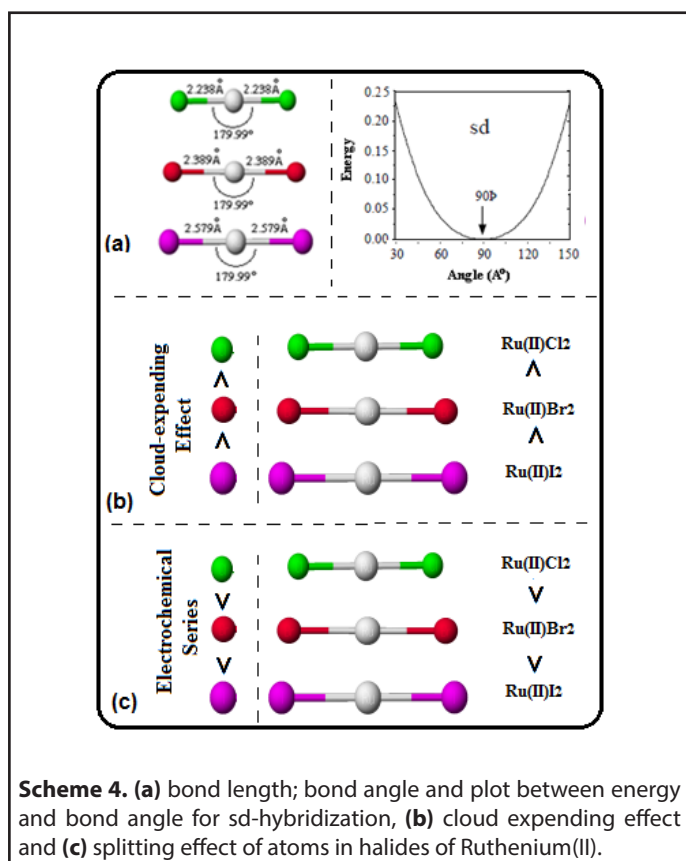 2.238Å 2.238Å
179.99°
2.389Å 2.389Å
179.99°
2.579Å 2.579Å
179.99°
(a)
Energy
0.25
0.20
0.15
0.10
0.05
0.00
sd
90Þ
30 60 90 120 150
Angle (A°)
Cloud-expending
Effect
(b)
Λ
Λ
Ru(II)Cl2
Λ
Ru(II)Br2
Λ
Ru(II)I2
Electrochemical
Series
(c)
V
V
Ru(II)Cl2
V
Ru(II)Br2
V
Ru(II)I2
Scheme 4. (a) bond length; bond angle and plot between energy
and bond angle for sd-hybridization, (b) cloud expending effect
and (c) splitting effect of atoms in halides of Ruthenium(II).